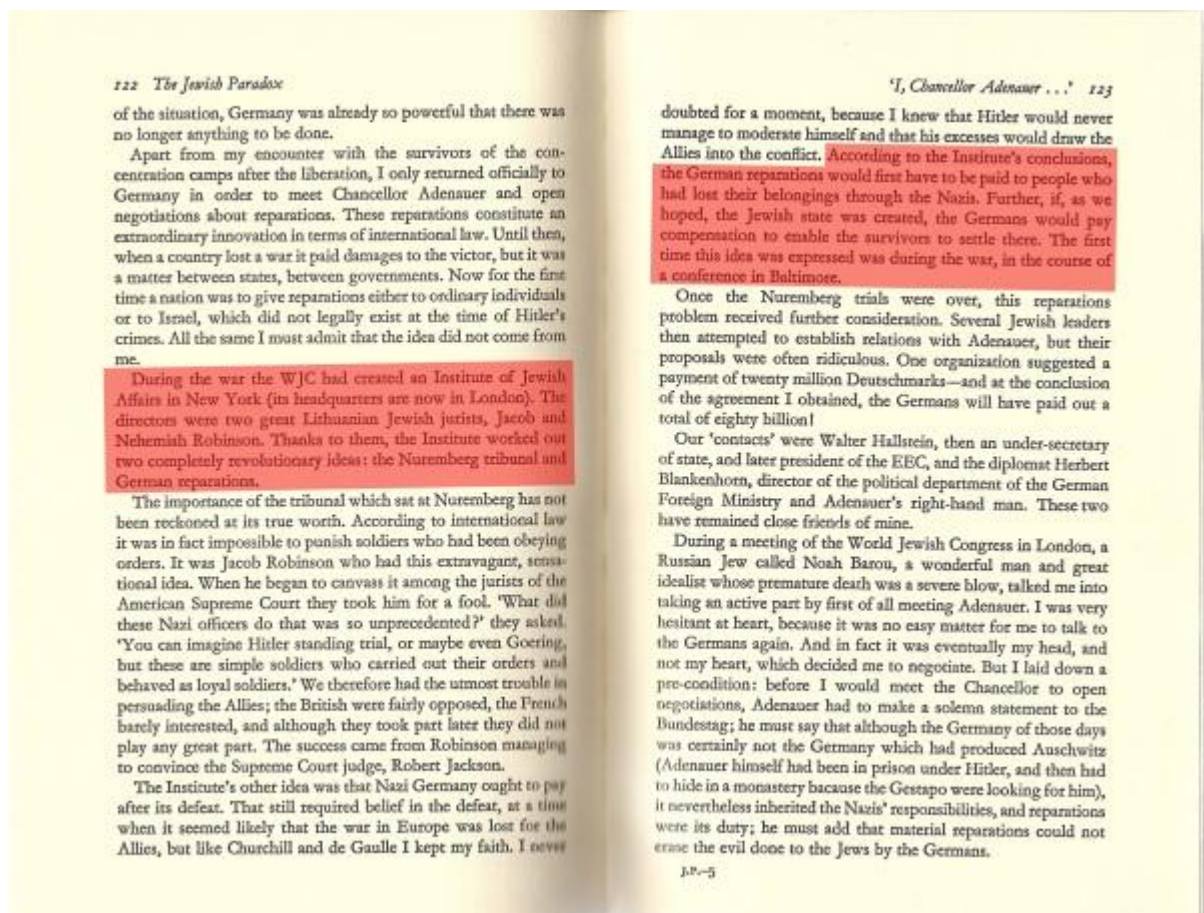 122 The Jewish Paradox
of the situation, Germany was already so powerful that there was
no longer anything to be done.
Apart from my encounter with the survivors of the con-
centration camps after the liberation, I only returned officially to
Germany in order to meet Chancellor Adenauer and open
negotiations about reparations. These reparations constitute an
extraordinary innovation in terms of international law. Until then,
when a country lost a war it paid damages to the victor, but it was
a matter between states, between governments. Now for the first
time a nation was to give reparations either to ordinary individuals
or to Israel, which did not legally exist at the time of Hitler's
crimes. All the same I must admit that the idea did not come from
me.
During the war the WJC had created an Institute of Jewish
Affairs in New York (its headquarters are now in London). The
directors were two great Lithuanian Jewish jurists, Jacob and
Nehemiah Robinson. Thanks to them, the Institute worked out
two completely revolutionary ideas: the Nuremberg tribunal and
German reparations.
The importance of the tribunal which sat at Nuremberg has not
been reckoned at its true worth. According to international law
it was in fact impossible to punish soldiers who had been obeying
orders. It was Jacob Robinson who had this extravagant, sensa-
tional idea. When he began to canvass it among the jurists of the
American Supreme Court they took him for a fool. 'What did
these Nazi officers do that was so unprecedented?' they asked.
'You can imagine Hitler standing trial, or maybe even Goering,
but these are simple soldiers who carried out their orders and
behaved as loyal soldiers.' We therefore had the utmost trouble in
persuading the Allies; the British were fairly opposed, the French
barely interested, and although they took part later they did not
play any great part. The success came from Robinson managing
to convince the Supreme Court judge, Robert Jackson.
The Institute's other idea was that Nazi Germany ought to pay
after its defeat. That still required belief in the defeat, at a time
when it seemed likely that the war in Europe was lost for the
Allies, but like Churchill and de Gaulle I kept my faith. I never
'I, Chancellor Adenauer . . .' 123
doubted for a moment, because I knew that Hitler would never
manage to moderate himself and that his excesses would draw the
Allies into the conflict. According to the Institute's conclusions,
the German reparations would first have to be paid to people who
had lost their belongings through the Nazis. Further, if, as we
hoped, the Jewish state was created, the Germans would pay
compensation to enable the survivors to settle there. The first
time this idea was expressed was during the war, in the course of
a conference in Baltimore.
Once the Nuremberg trials were over, this reparations
problem received further consideration. Several Jewish leaders
then attempted to establish relations with Adenauer, but their
proposals were often ridiculous. One organization suggested a
payment of twenty million Deutschmarks—and at the conclusion
of the agreement I obtained, the Germans will have paid out a
total of eighty billion!
Our 'contacts' were Walter Hallstein, then an under-secretary
of state, and later president of the EEC, and the diplomat Herbert
Blankenhorn, director of the political department of the German
Foreign Ministry and Adenauer's right-hand man. These two
have remained close friends of mine.
During a meeting of the World Jewish Congress in London, a
Russian Jew called Noah Barou, a wonderful man and great
idealist whose premature death was a severe blow, talked me into
taking an active part by first of all meeting Adenauer. I was very
hesitant at heart, because it was no easy matter for me to talk to
the Germans again. And in fact it was eventually my head, and
not my heart, which decided me to negotiate. But I laid down a
pre-condition: before I would meet the Chancellor to open
negotiations, Adenauer had to make a solemn statement to the
Bundestag; he must say that although the Germany of those days
was certainly not the Germany which had produced Auschwitz
(Adenauer himself had been in prison under Hitler, and then had
to hide in a monastery bacause the Gestapo were looking for him),
it nevertheless inherited the Nazis' responsibilities, and reparations
were its duty; he must add that material reparations could not
erase the evil done to the Jews by the Germans.
J.P.—5